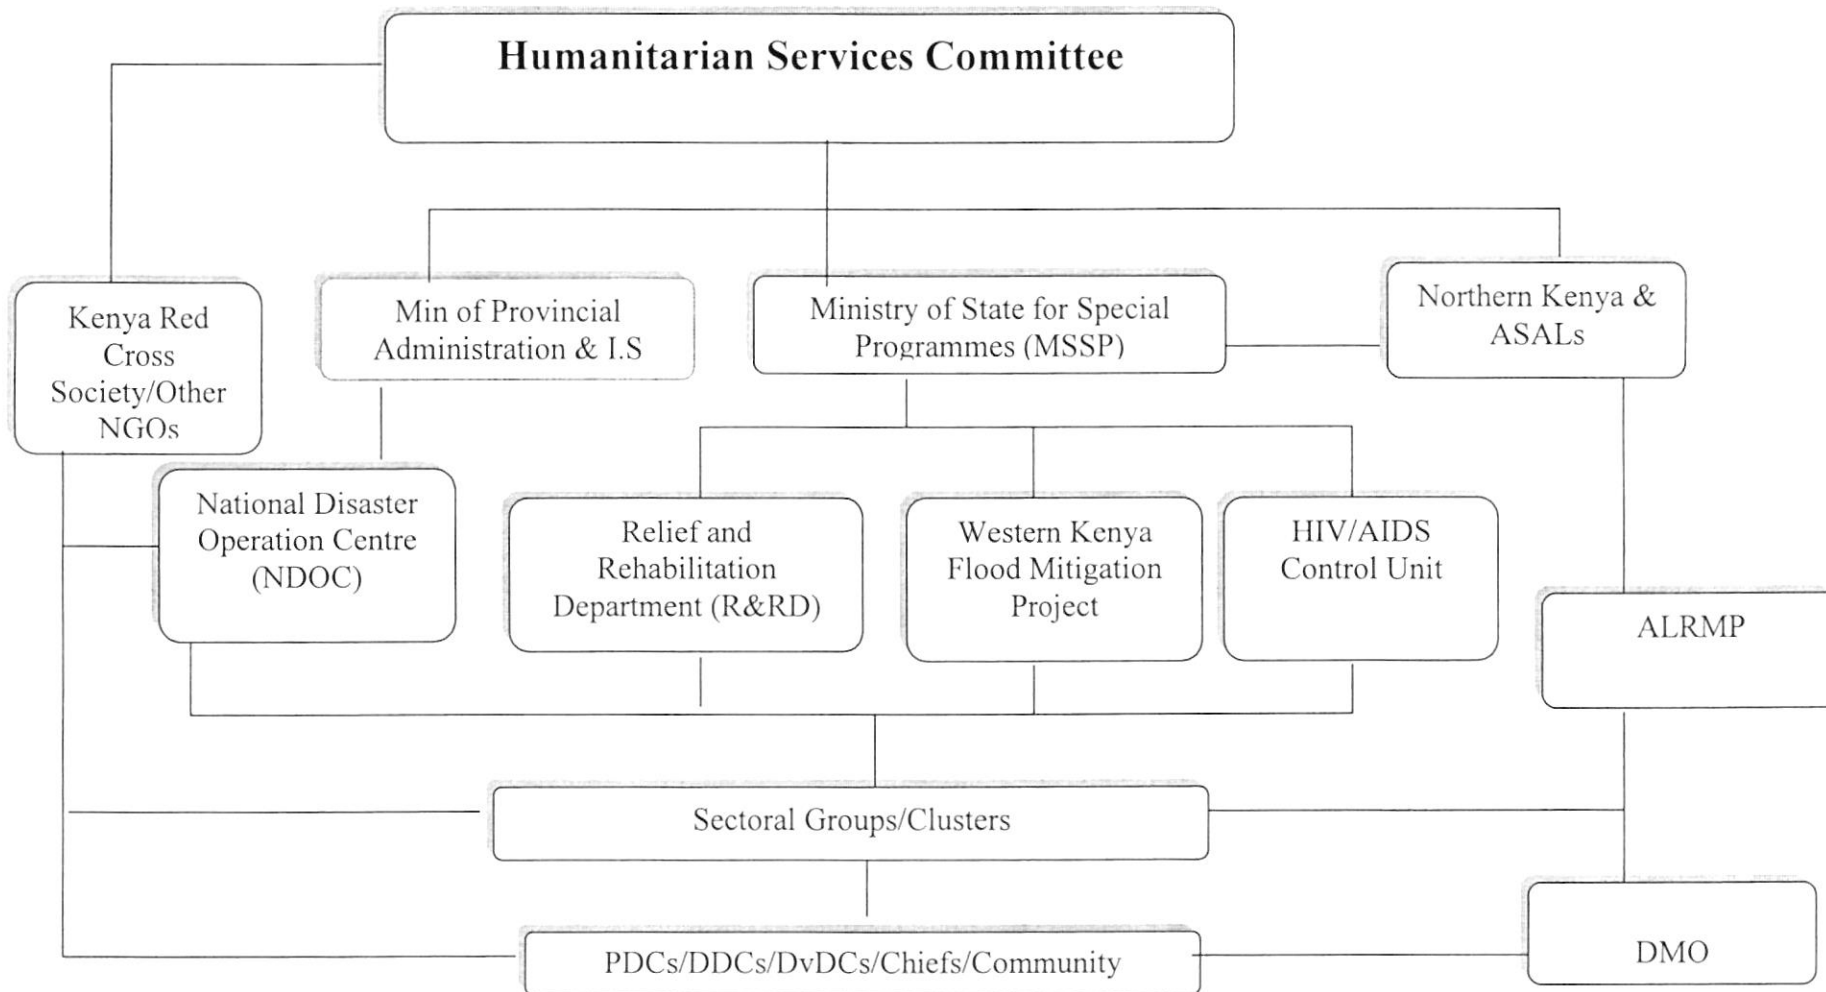 Humanitarian Services Committee
Kenya Red
Cross
Society/Other
NGOs
Min of Provincial
Administration & I.S
Ministry of State for Special
Programmes (MSSP)
Northern Kenya &
ASALs
National Disaster
Operation Centre
(NDOC)
Relief and
Rehabilitation
Department (R&RD)
Western Kenya
Flood Mitigation
Project
HIV/AIDS
Control Unit
ALRMP
Sectoral Groups/Clusters
PDCs/DDCs/DvDCs/Chiefs/Community
DMO